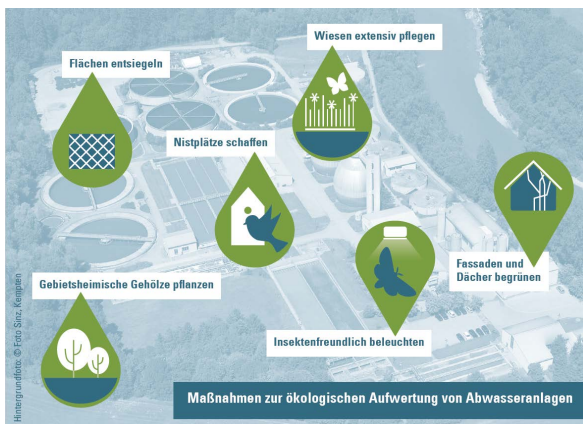 Wiesen extensiv pflegen
Flächen entsiegeln
Nistplätze schaffen
Fassaden und
Dächer begrünen
Gebietsheimische Gehölze pflanzen
Insektenfreundlich beleuchten
Maßnahmen zur ökologischen Aufwertung von Abwasseranlagen
Hintergrundfoto: © Foto Sinz, Kempten